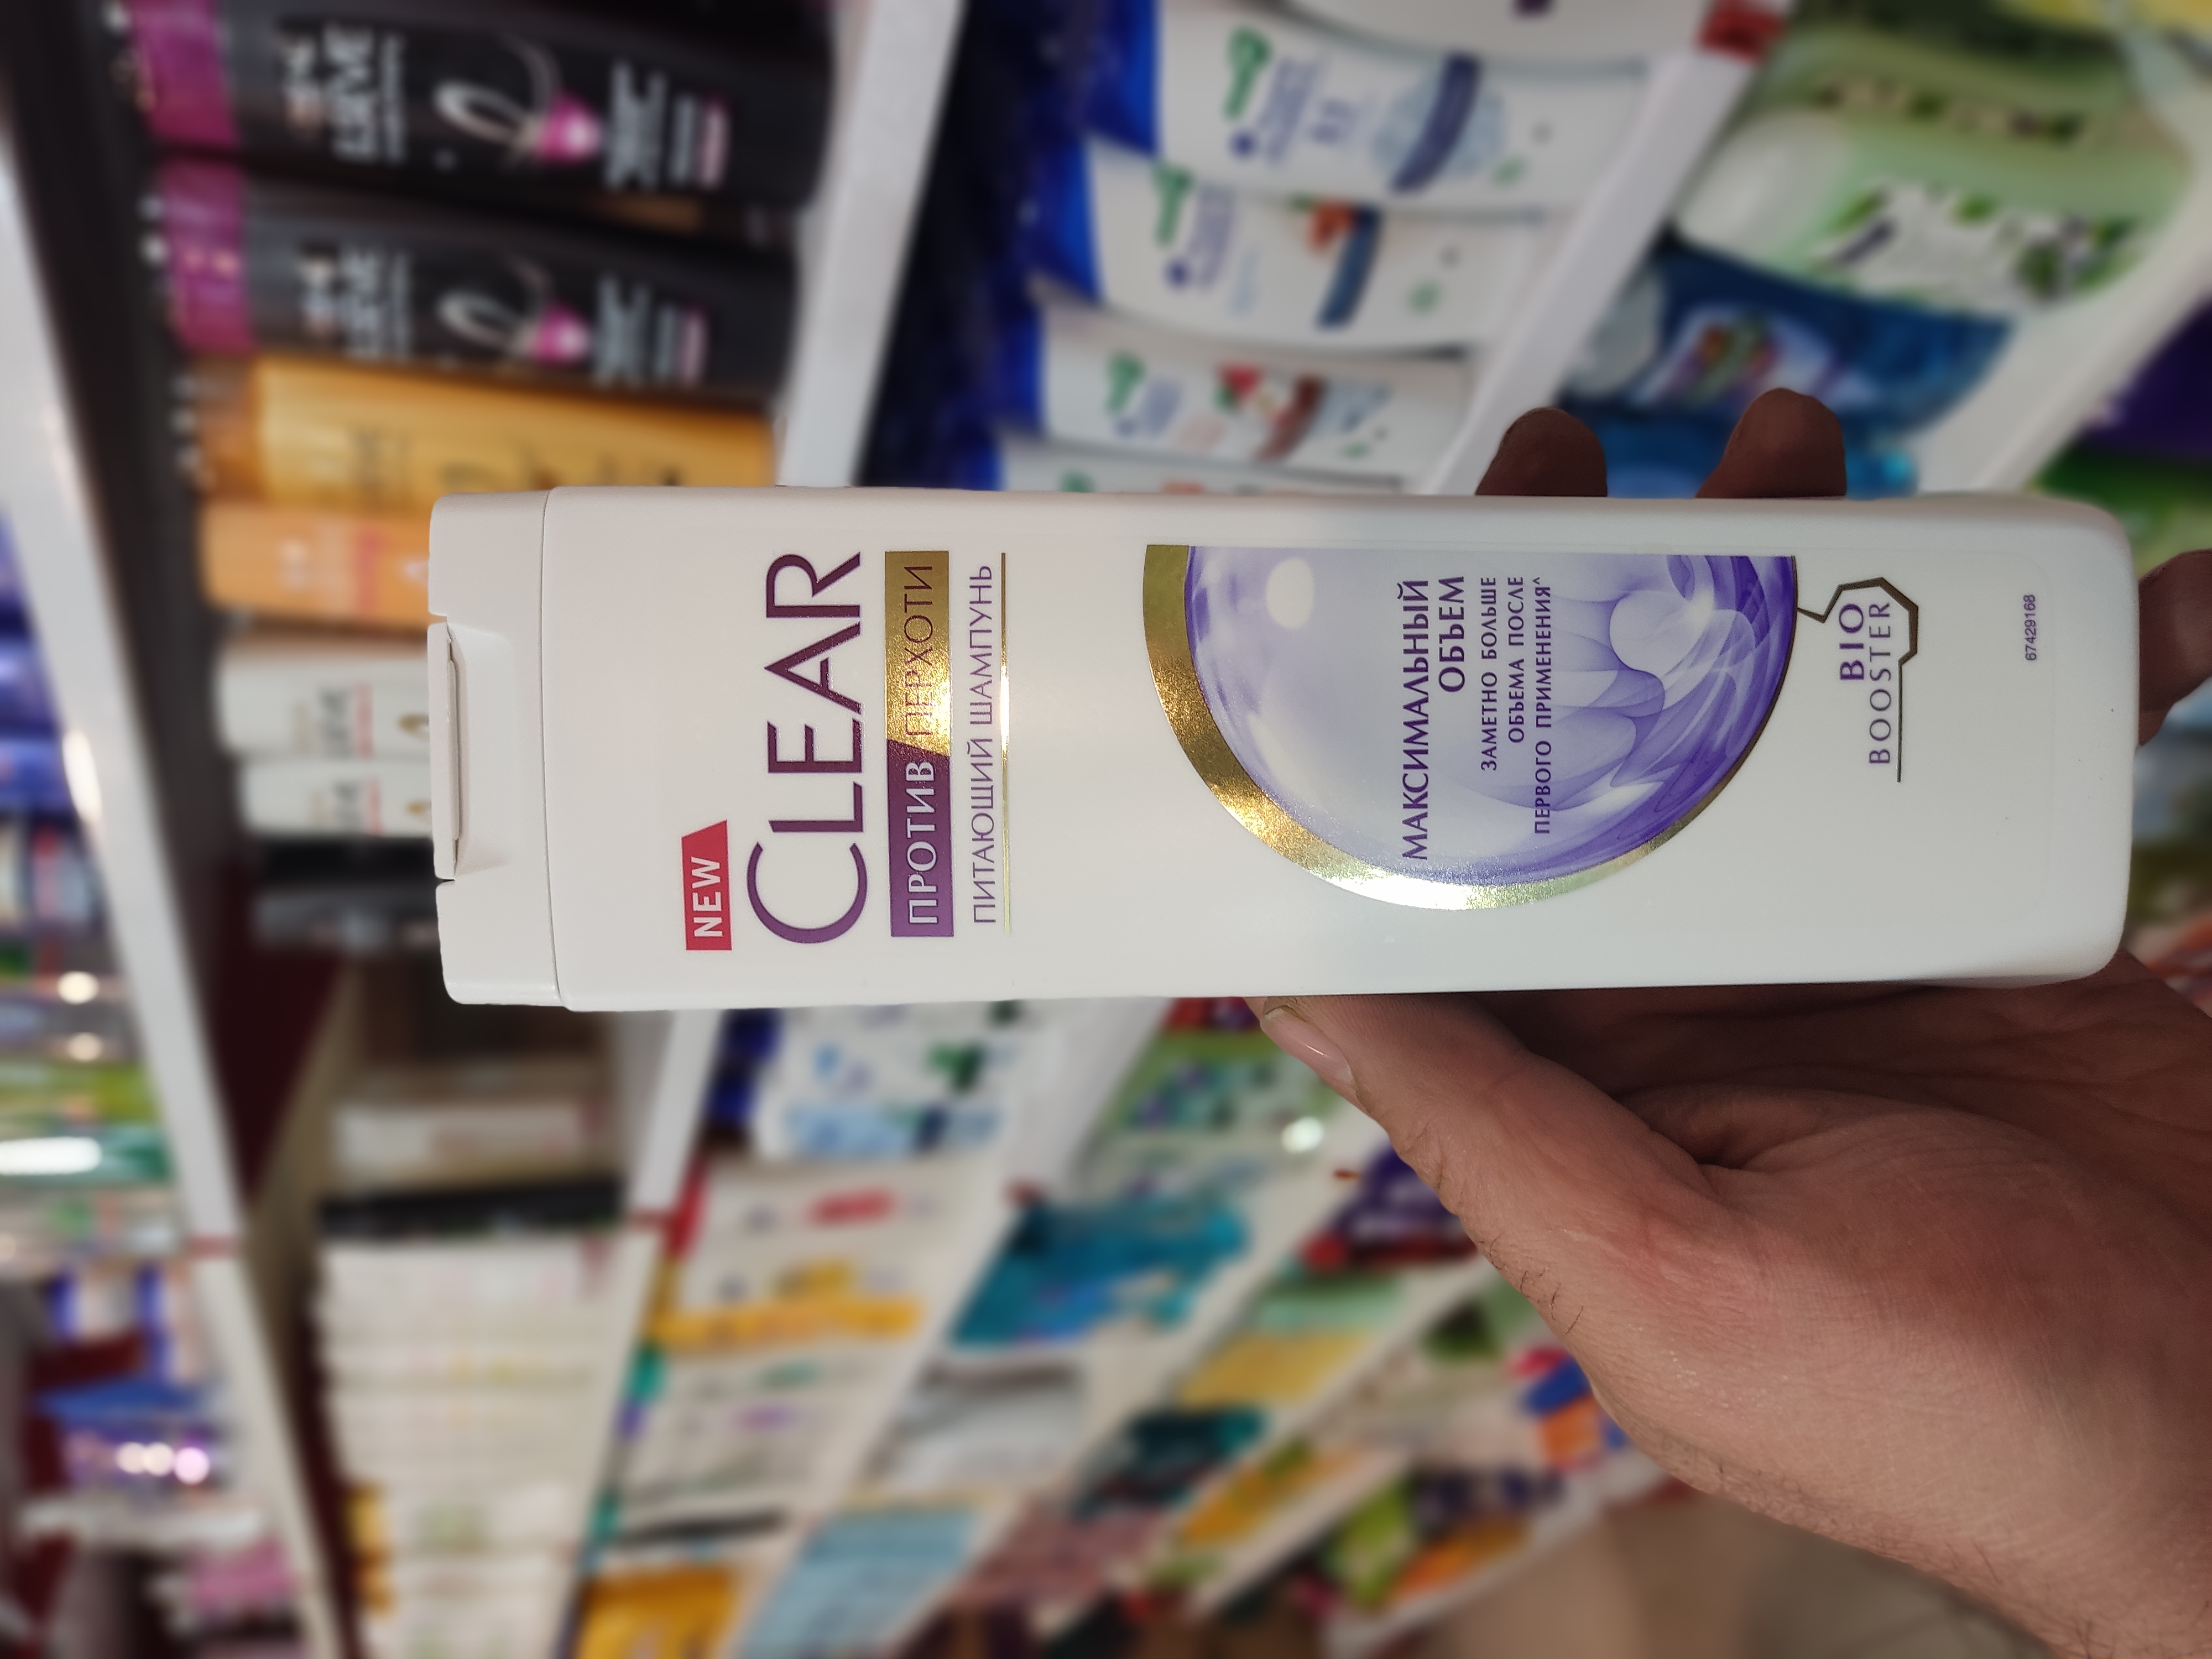 NEW
CLEAR
ПРОТИВ ПЕРХОТИ
ПИТАЮЩИЙ ШАМПУНЬ
МАКСИМАЛЬНЫЙ
ОБЪЕМ
ЗАМЕТНО БОЛЬШЕ
ОБЪЕМА ПОСЛЕ
ПЕРВОГО ПРИМЕНЕНИЯ^
BIO
BOOSTER
67429168